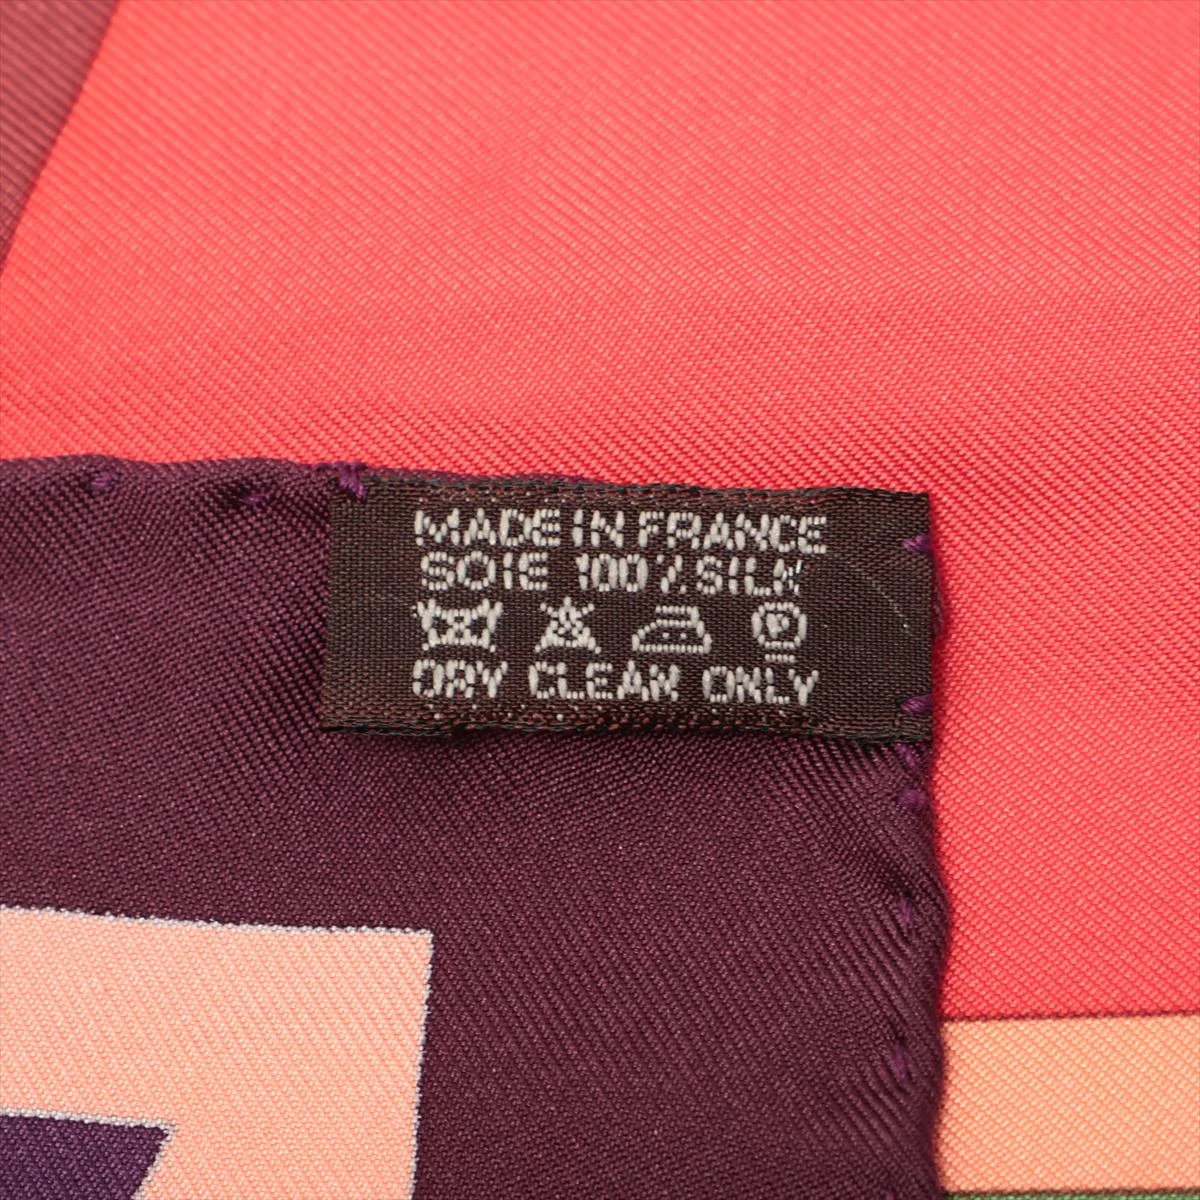 MADE IN FRANCE
SOIE 100% SILK
P
DRY CLEAN ONLY